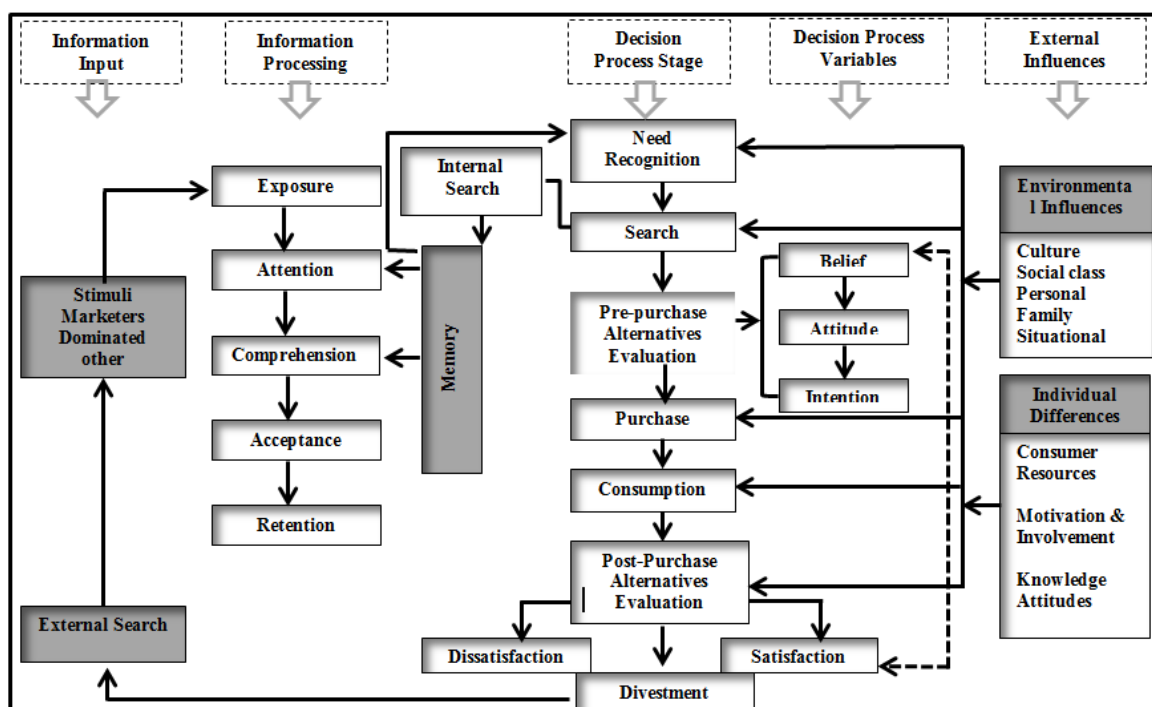 Information
Input
Information
Processing
Decision
Process Stage
Decision Process
Variables
External
Influences
Need
Recognition
Internal
Search
Exposure
Search
Attention
Stimuli
Marketers
Dominated
other
Comprehension
Memory
Pre-purchase
Alternatives
Evaluation
Belief
Attitude
Intention
Environmenta
l Influences
Culture
Social class
Personal
Family
Situational
Acceptance
Purchase
Individual
Differences
Retention
Consumption
Consumer
Resources
Motivation &
Involvement
Knowledge
Attitudes
Post-Purchase
Alternatives
Evaluation
External Search
Dissatisfaction
Satisfaction
Divestment